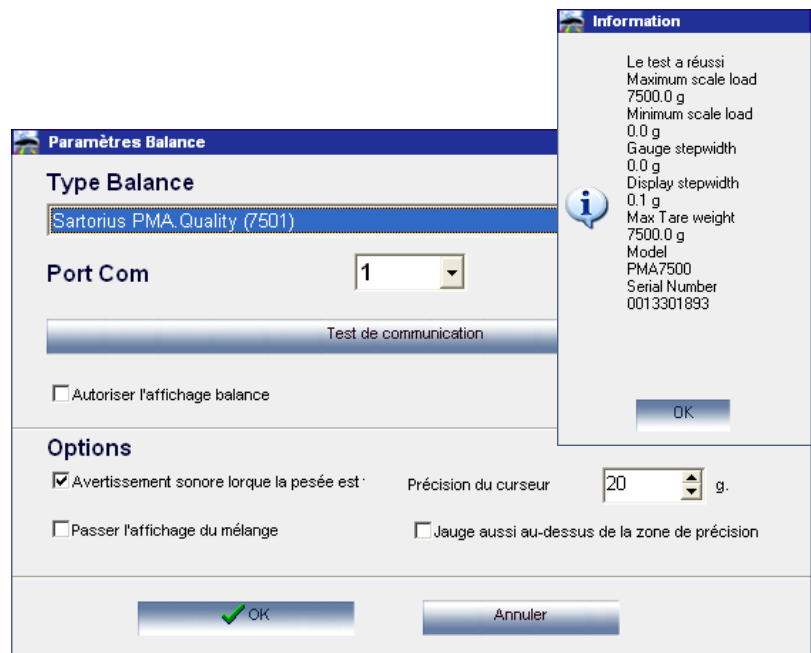 Information
Le test a réussi
Maximum scale load
7500.0 g
Minimum scale load
0.0 g
Gauge stepwidth
0.0 g
Display stepwidth
0.1 g
Max Tare weight
7500.0 g
Model
PMA7500
Serial Number
0013301893
OK
Paramètres Balance
Type Balance
Sartorius PMA.Quality (7501)
Port Com
1
Test de communication
Autoriser l'affichage balance
Options
Avertissement sonore lorque la pesée est
Précision du curseur
20
g.
Passer l'affichage du mélange
Jauge aussi au-dessus de la zone de précision
OK
Annuler